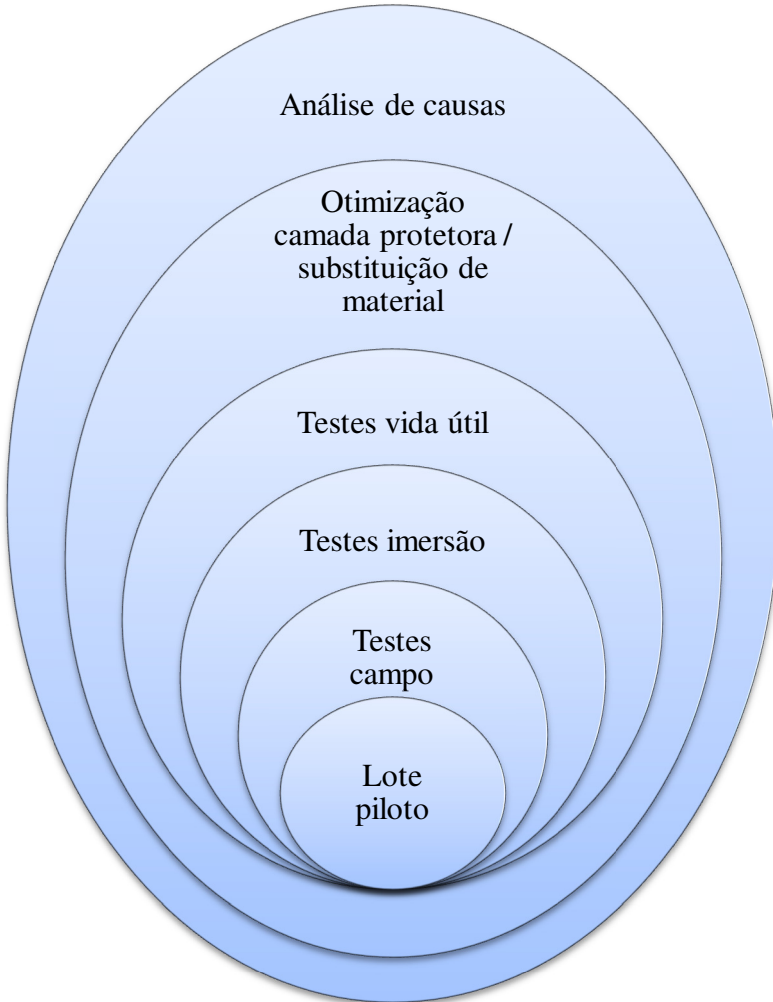 Análise de causas
Otimização
camada protetora /
substituição de
material
Testes vida útil
Testes imersão
Testes
campo
Lote
piloto